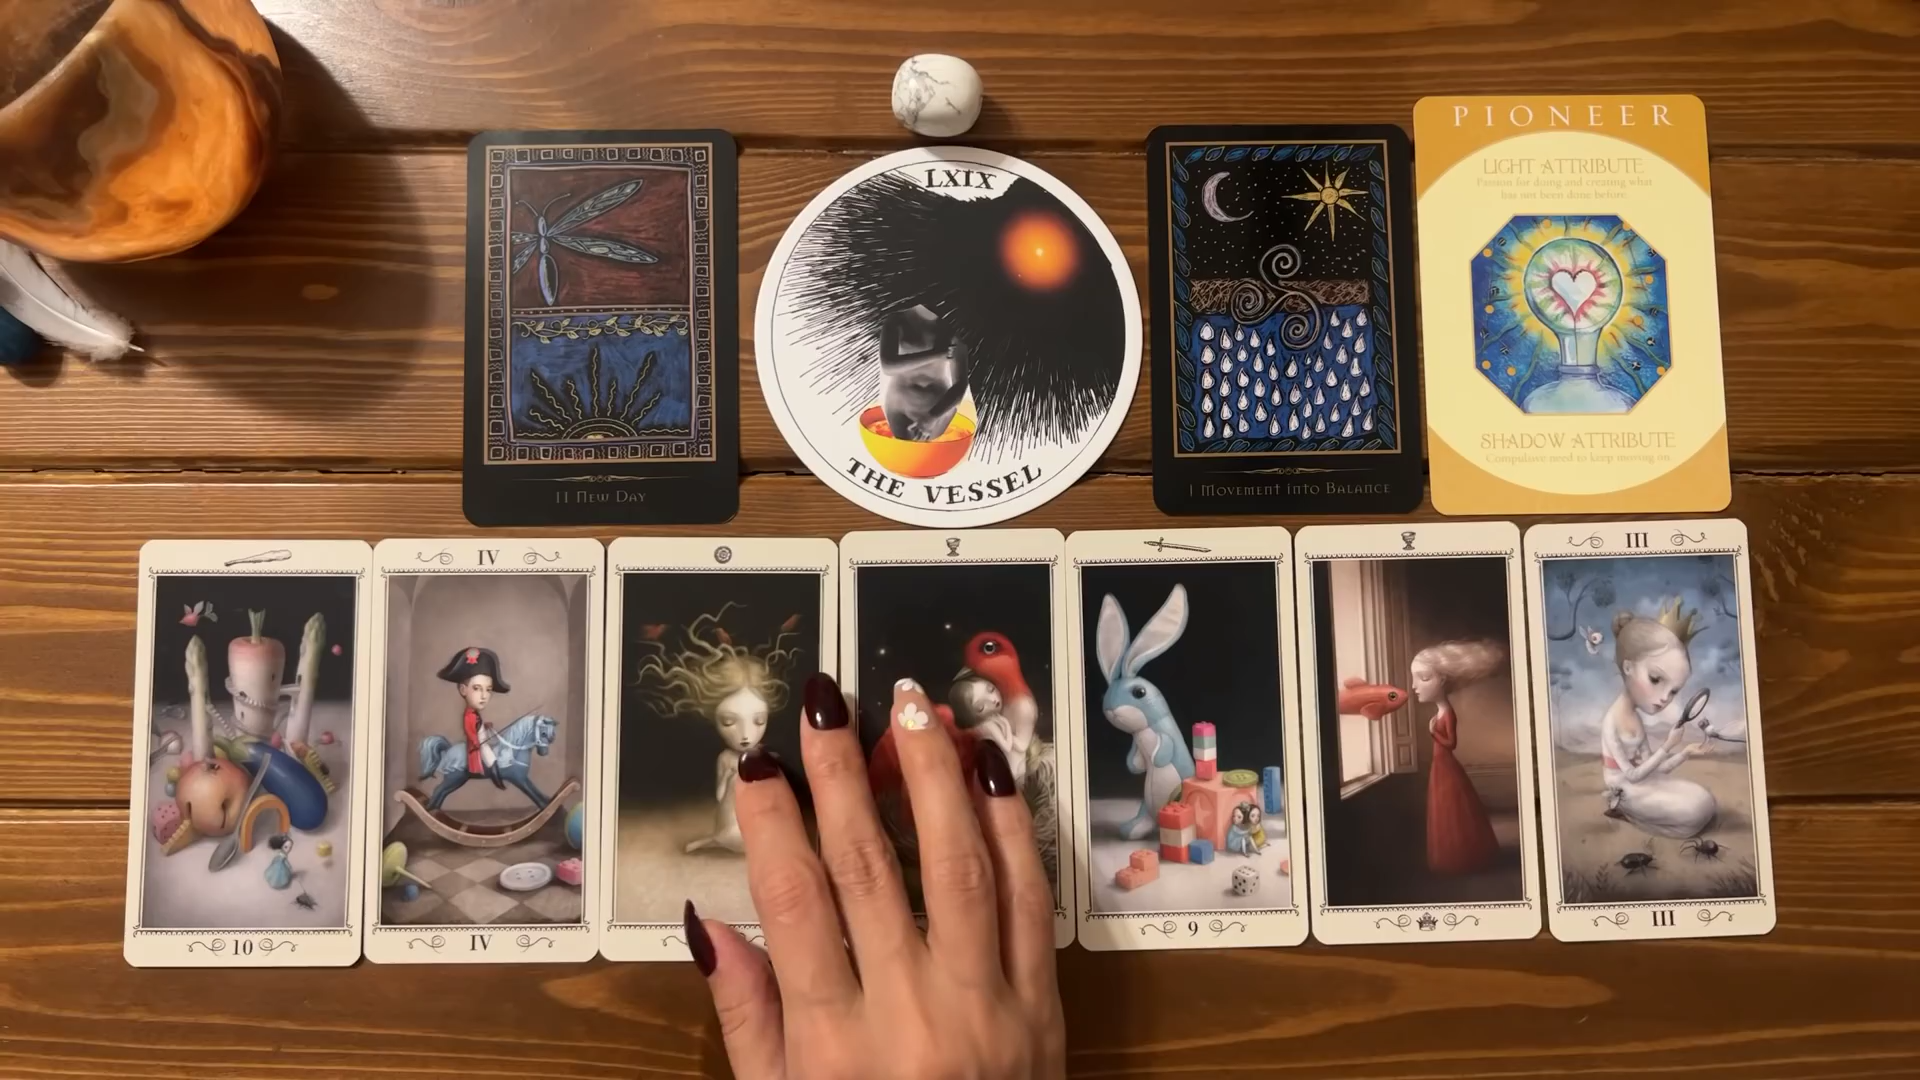 LXIX
THE VESSEL
11 NEW DAY
1 MOVEMENT INTO BALANCE
PIONEER
LIGHT ATTRIBUTE
Passion for doing and creating what
has not been done before.
SHADOW ATTRIBUTE
Compulsive need to keep moving on.
IV
III
10
IV
9
III